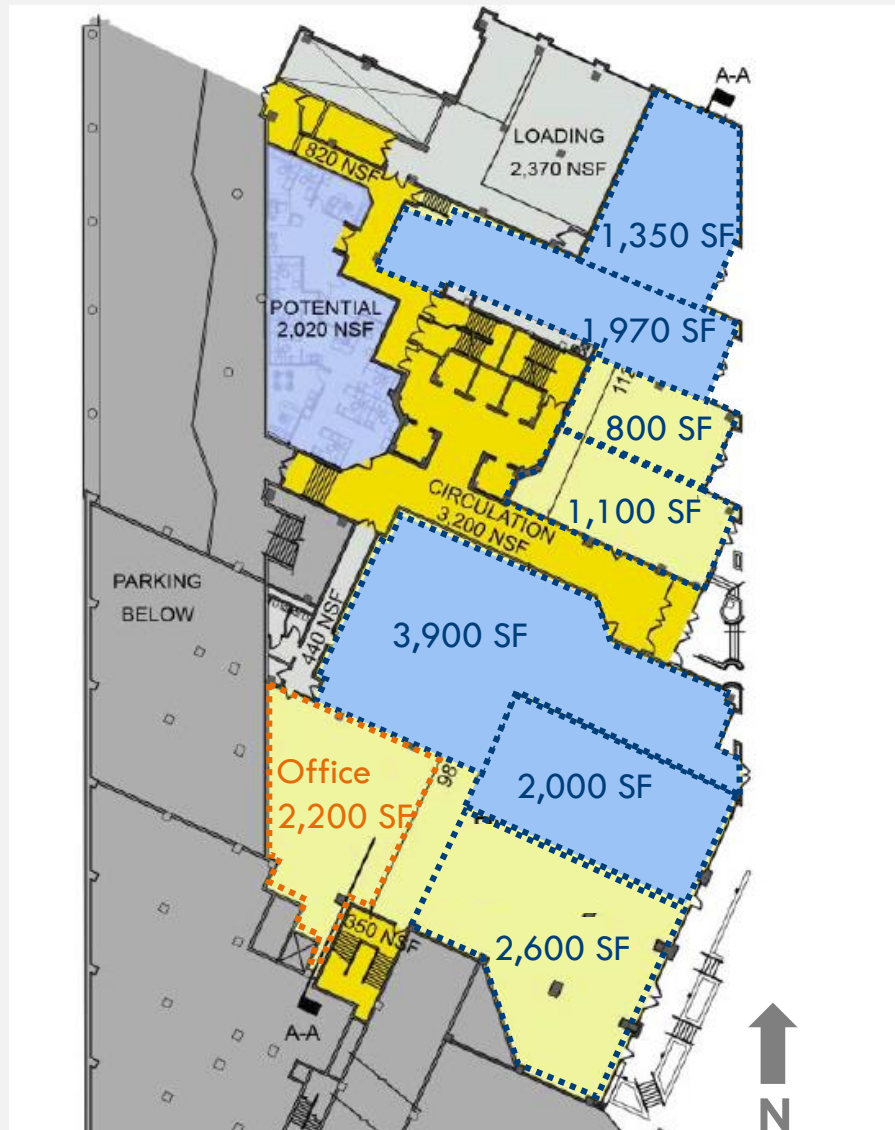 A-A
LOADING
2,370 NSF
820 NSF
1,350 SF
POTENTIAL
2,020 NSF
1,970 SF
800 SF
1,100 SF
CIRCULATION
3,200 NSF
PARKING
BELOW
440 NSF
3,900 SF
Office
2,200 SF
98
2,000 SF
350 NSF
2,600 SF
A-A
N